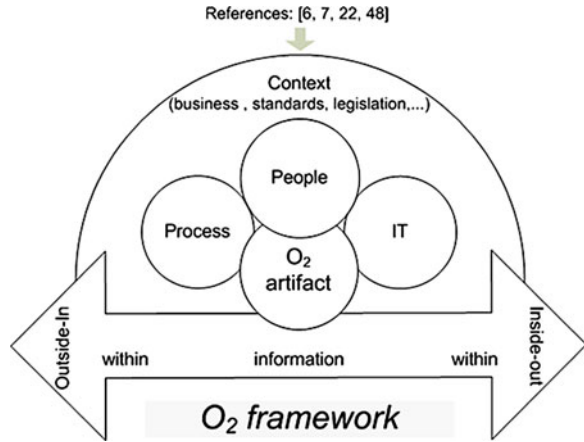 References: [6, 7, 22, 48]
Context
(business , standards, legislation,...)
People
Process
IT
O₂
artifact
Outside-In
within
information
within
Inside-out
O₂ framework